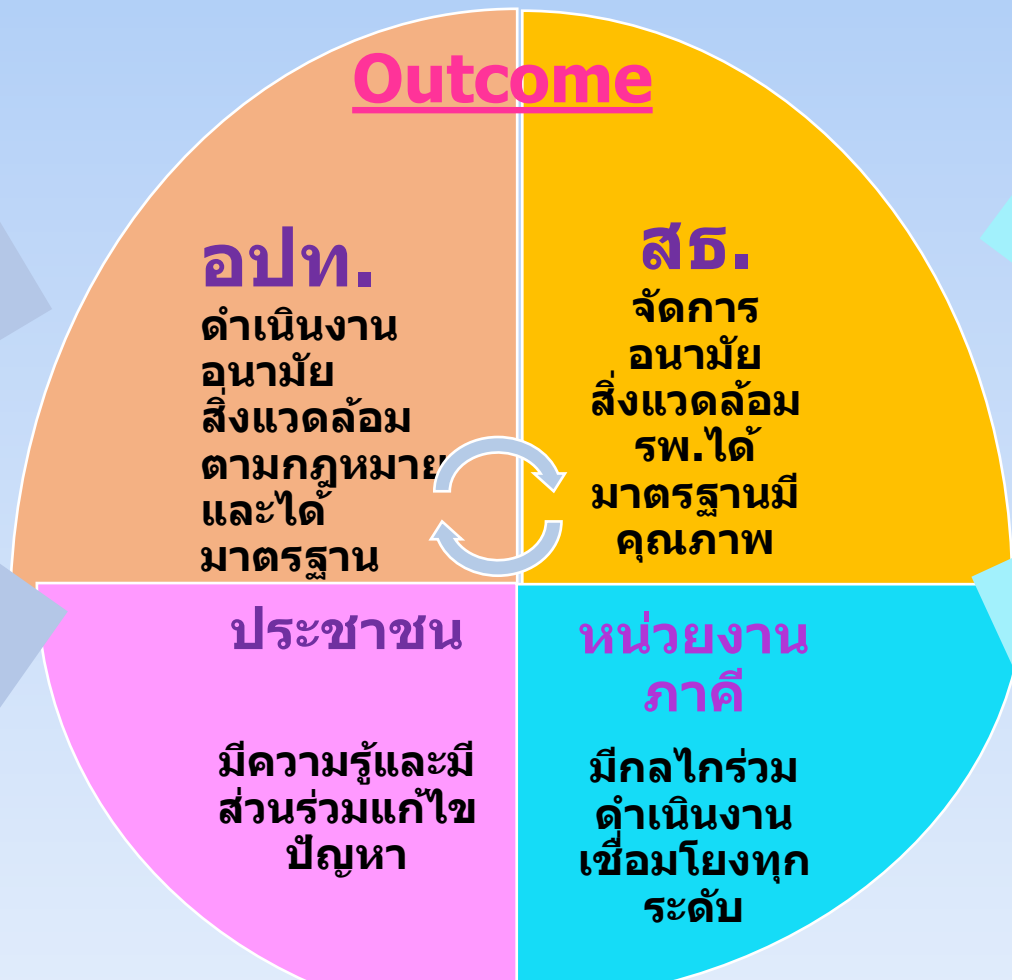 Outcome
อปท.
ดำเนินงาน
อนามัย
สิ่งแวดล้อม
ตามกฎหมาย
และได้
มาตรฐาน
สธ.
จัดการ
อนามัย
สิ่งแวดล้อม
รพ.ได้
มาตรฐานมี
คุณภาพ
ประชาชน
มีความรู้และมี
ส่วนร่วมแก้ไข
ปัญหา
หน่วยงาน
ภาคี
มีกลไกร่วม
ดำเนินงาน
เชื่อมโยงทุก
ระดับ